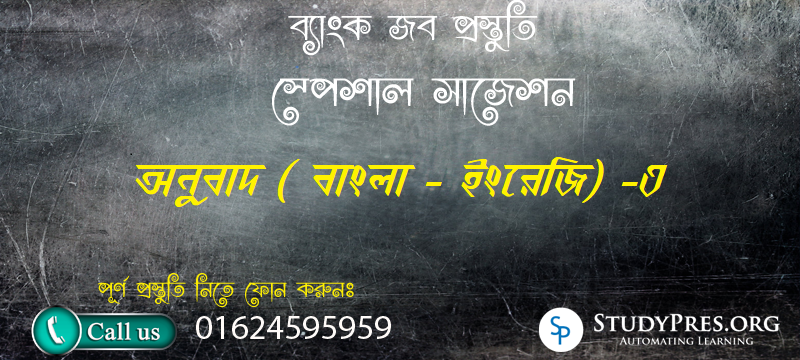 ব্যাংক জব প্রস্তুতি
স্পেশাল সাজেশন
অনুবাদ ( বাংলা - ইংরেজি) -৩
পূর্ণ প্রস্তুতি নিতে ফোন করুনঃ
Call us 01624595959
SP STUDYPRES.ORG
AUTOMATING LEARNING